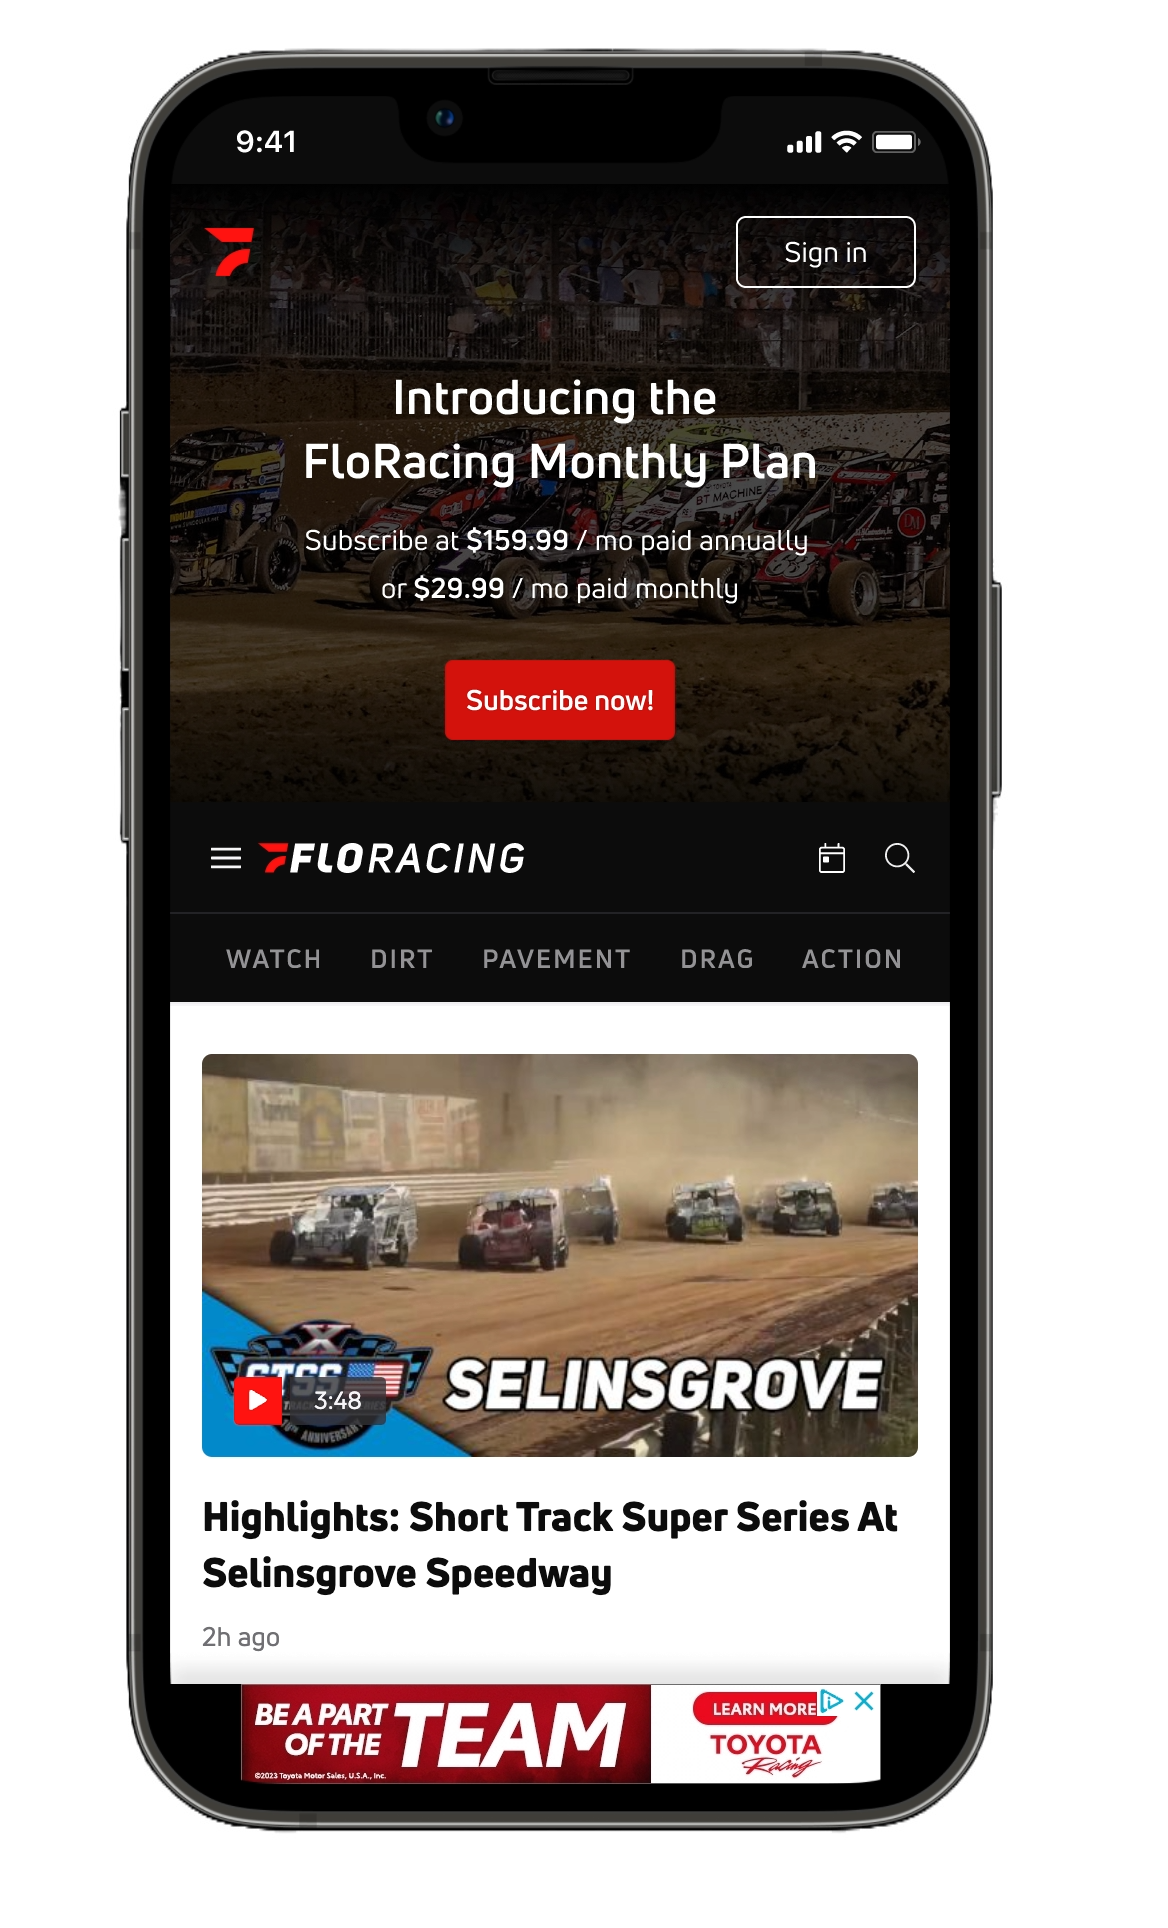 9:41
Sign in
Introducing the
FloRacing Monthly Plan
BT MACHINE
Subscribe at $159.99 / mo paid annually
or $29.99 / mo paid monthly
Subscribe now!
FLORACING
WATCH DIRT PAVEMENT DRAG ACTION
STSS
SELINSGROVE
3:48
ANNIVERSARY
Highlights: Short Track Super Series At
Selinsgrove Speedway
2h ago
BE A PART
OF THE
TEAM
©2023 Toyota Motor Sales, U.S.A., Inc.
LEARN MORE
TOYOTA
Racing